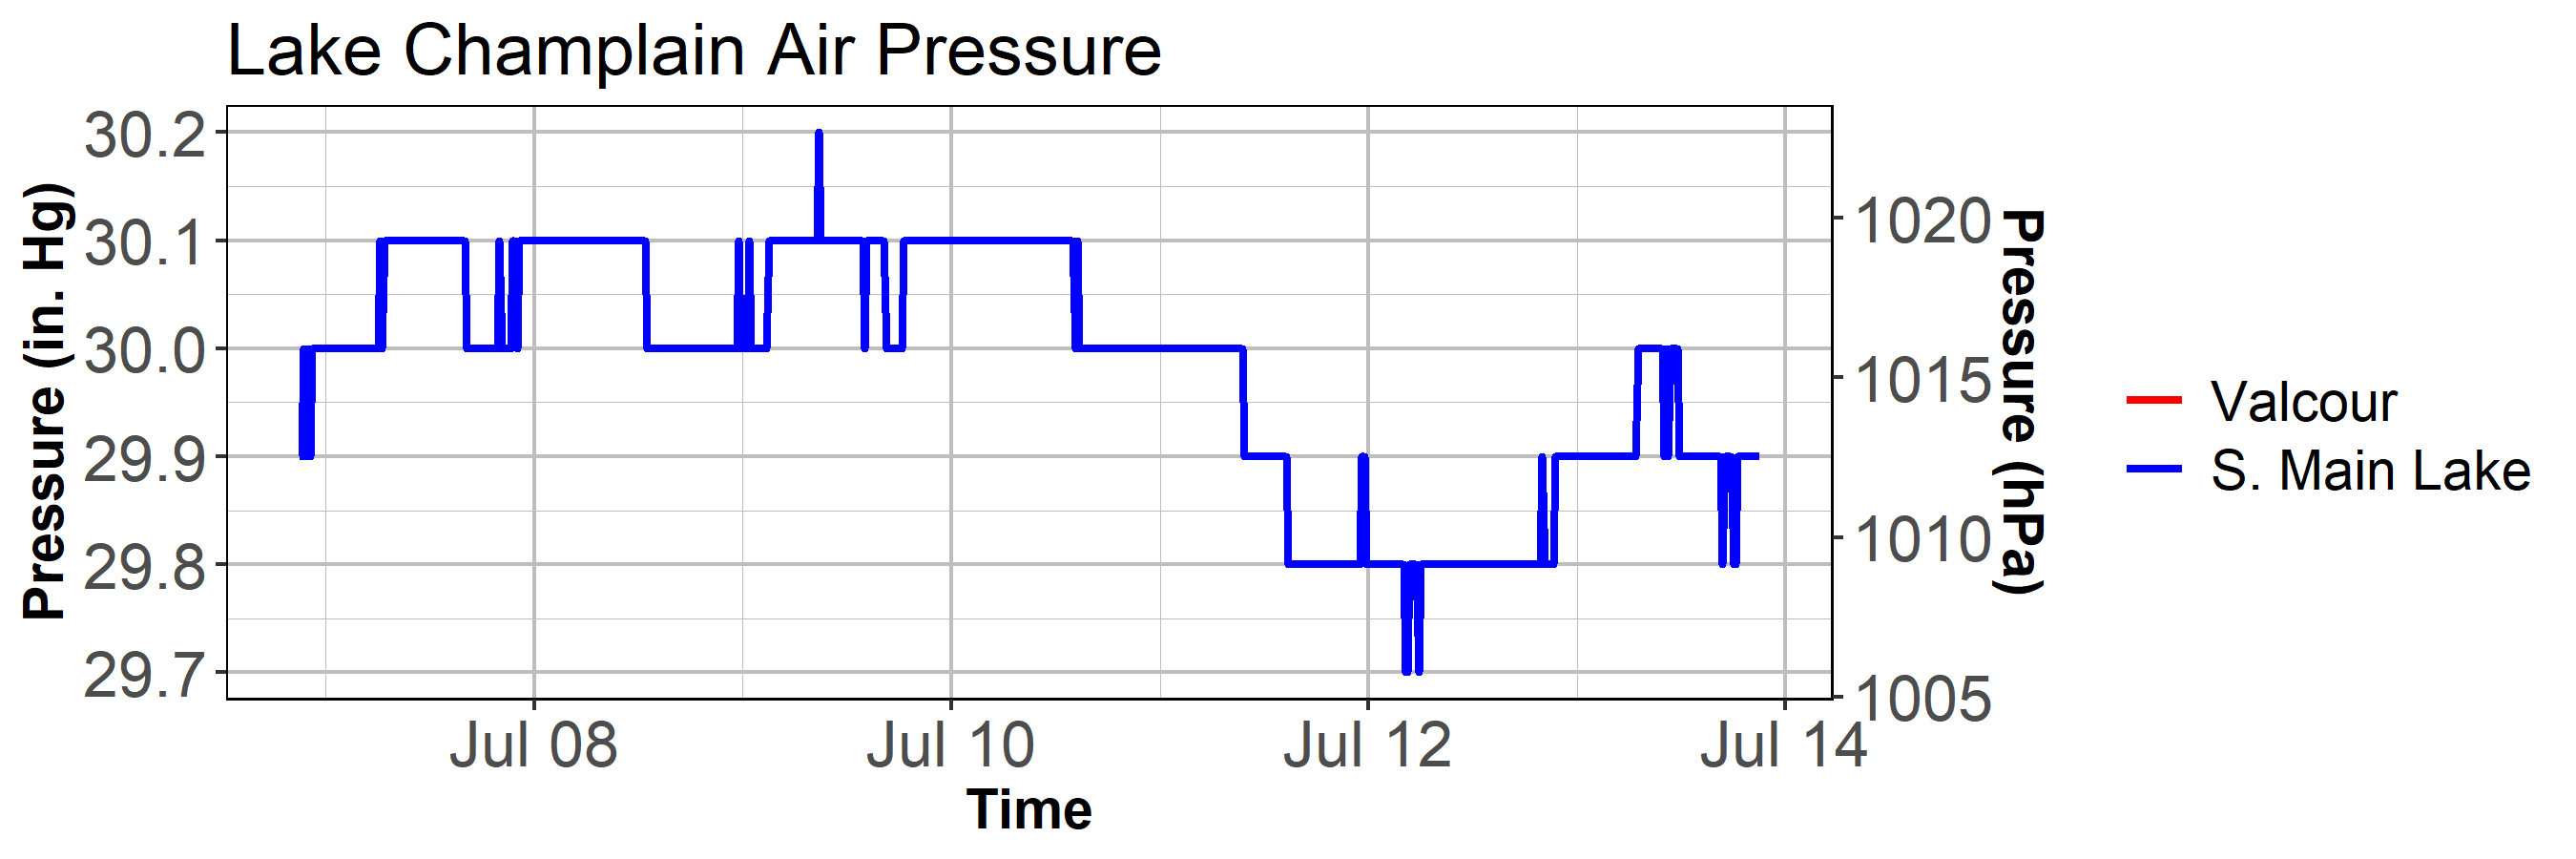 Lake Champlain Air Pressure
Pressure (in. Hg)
30.2
30.1
30.0
29.9
29.8
29.7
1020
1015
1010
1005
Pressure (hPa)
Jul 08
Jul 10
Jul 12
Jul 14
Time
Valcour
S. Main Lake